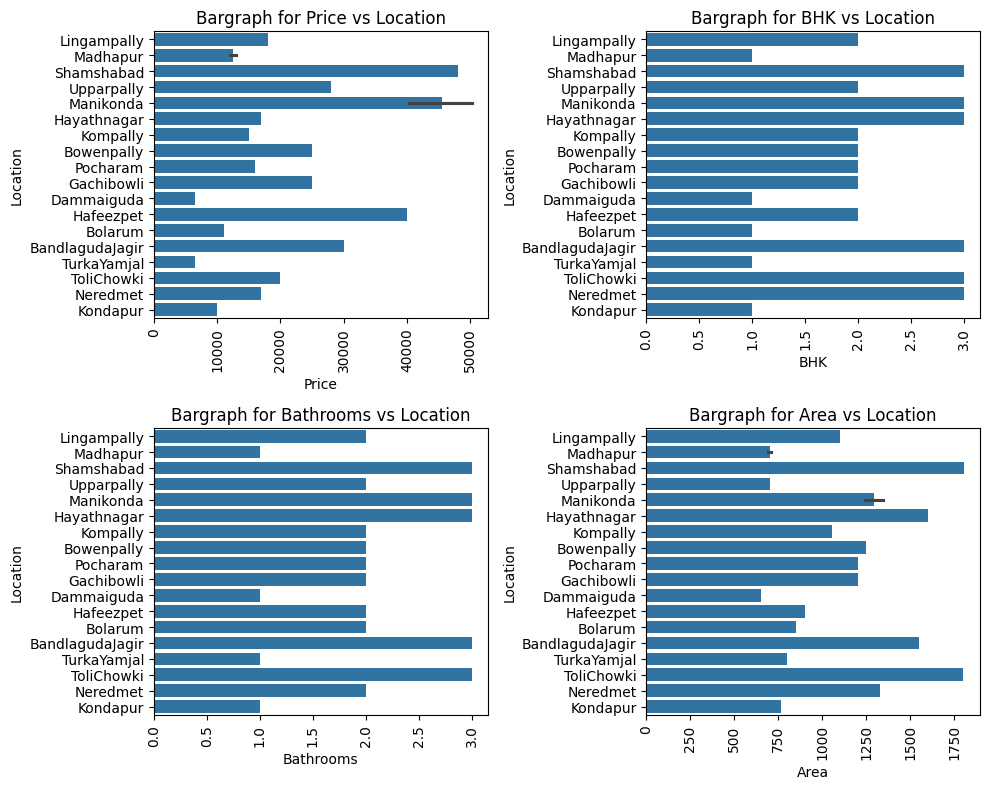 Bargraph for Price vs Location
Lingampally
Madhapur
Shamshabad
Upparpally
Manikonda
Hayathnagar
Kompally
Bowenpally
Pocharam
Gachibowli
Dammaiguda
Hafeezpet
Bolarum
BandlagudaJagir
TurkaYamjal
ToliChowki
Neredmet
Kondapur
Location
0 10000 20000 30000 40000 50000
Price
Bargraph for BHK vs Location
Lingampally
Madhapur
Shamshabad
Upparpally
Manikonda
Hayathnagar
Kompally
Bowenpally
Pocharam
Gachibowli
Dammaiguda
Hafeezpet
Bolarum
BandlagudaJagir
TurkaYamjal
ToliChowki
Neredmet
Kondapur
Location
0.0 0.5 1.0 1.5 2.0 2.5 3.0
BHK
Bargraph for Bathrooms vs Location
Lingampally
Madhapur
Shamshabad
Upparpally
Manikonda
Hayathnagar
Kompally
Bowenpally
Pocharam
Gachibowli
Dammaiguda
Hafeezpet
Bolarum
BandlagudaJagir
TurkaYamjal
ToliChowki
Neredmet
Kondapur
Location
0.0 0.5 1.0 1.5 2.0 2.5 3.0
Bathrooms
Bargraph for Area vs Location
Lingampally
Madhapur
Shamshabad
Upparpally
Manikonda
Hayathnagar
Kompally
Bowenpally
Pocharam
Gachibowli
Dammaiguda
Hafeezpet
Bolarum
BandlagudaJagir
TurkaYamjal
ToliChowki
Neredmet
Kondapur
Location
0 250 500 750 1000 1250 1500 1750
Area